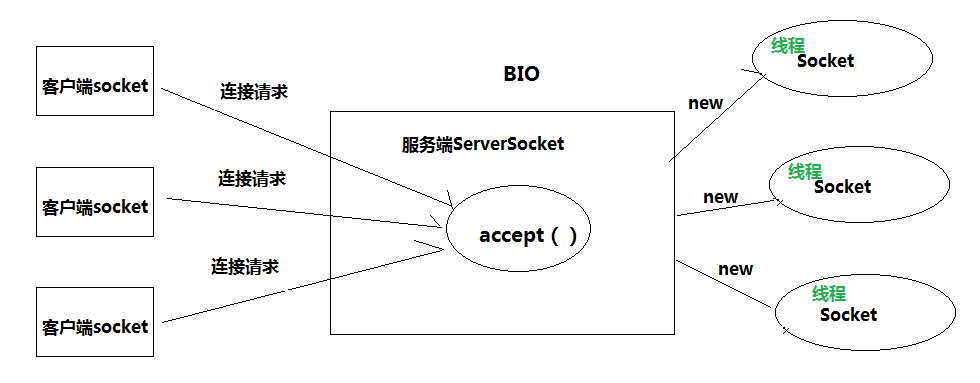 BIO
客户端socket
连接请求
客户端socket
连接请求
客户端socket
连接请求
服务端ServerSocket
accept（ ）
new
线程
Socket
new
线程
Socket
new
线程
Socket